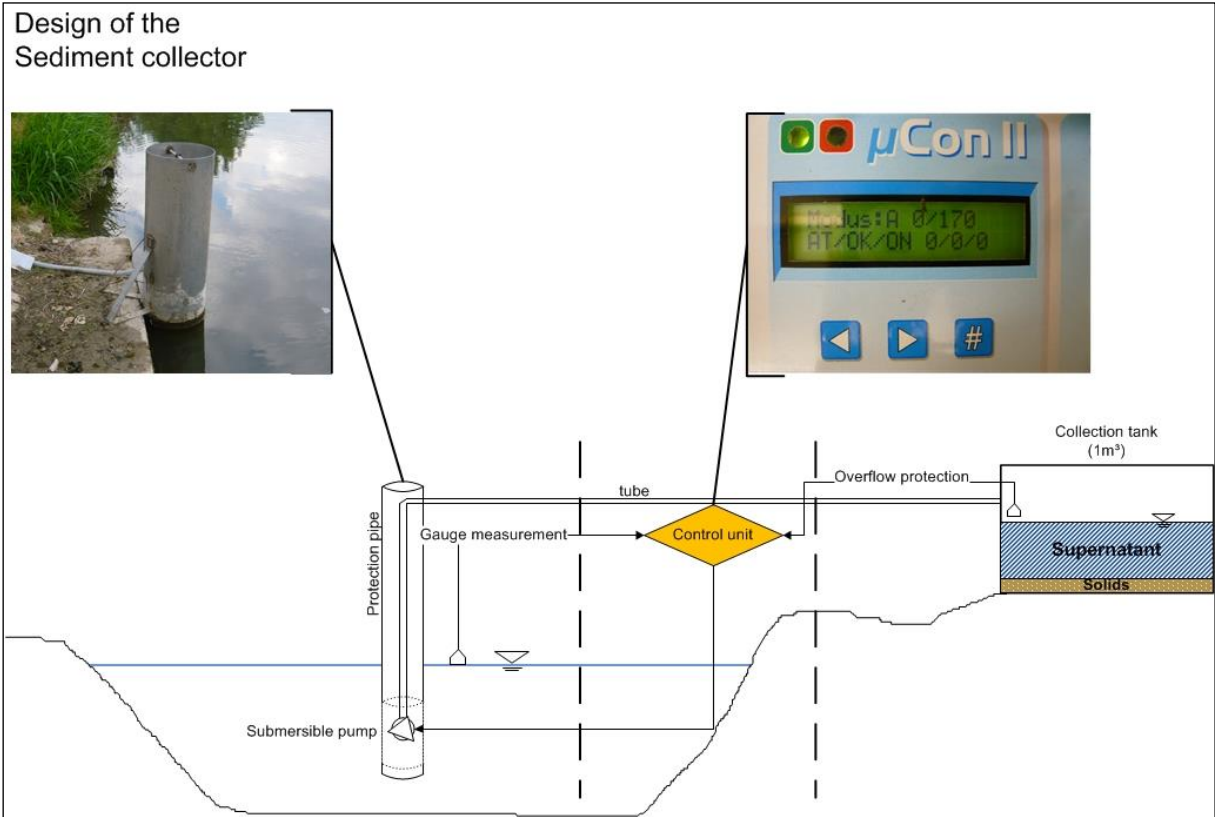 Design of the
Sediment collector
µCon II
Modus:A 0/170
AT/OK/ON 0/0/0
#
Collection tank
(1m³)
Overflow protection
tube
Protection pipe
Gauge measurement
Control unit
Supernatant
Solids
Submersible pump